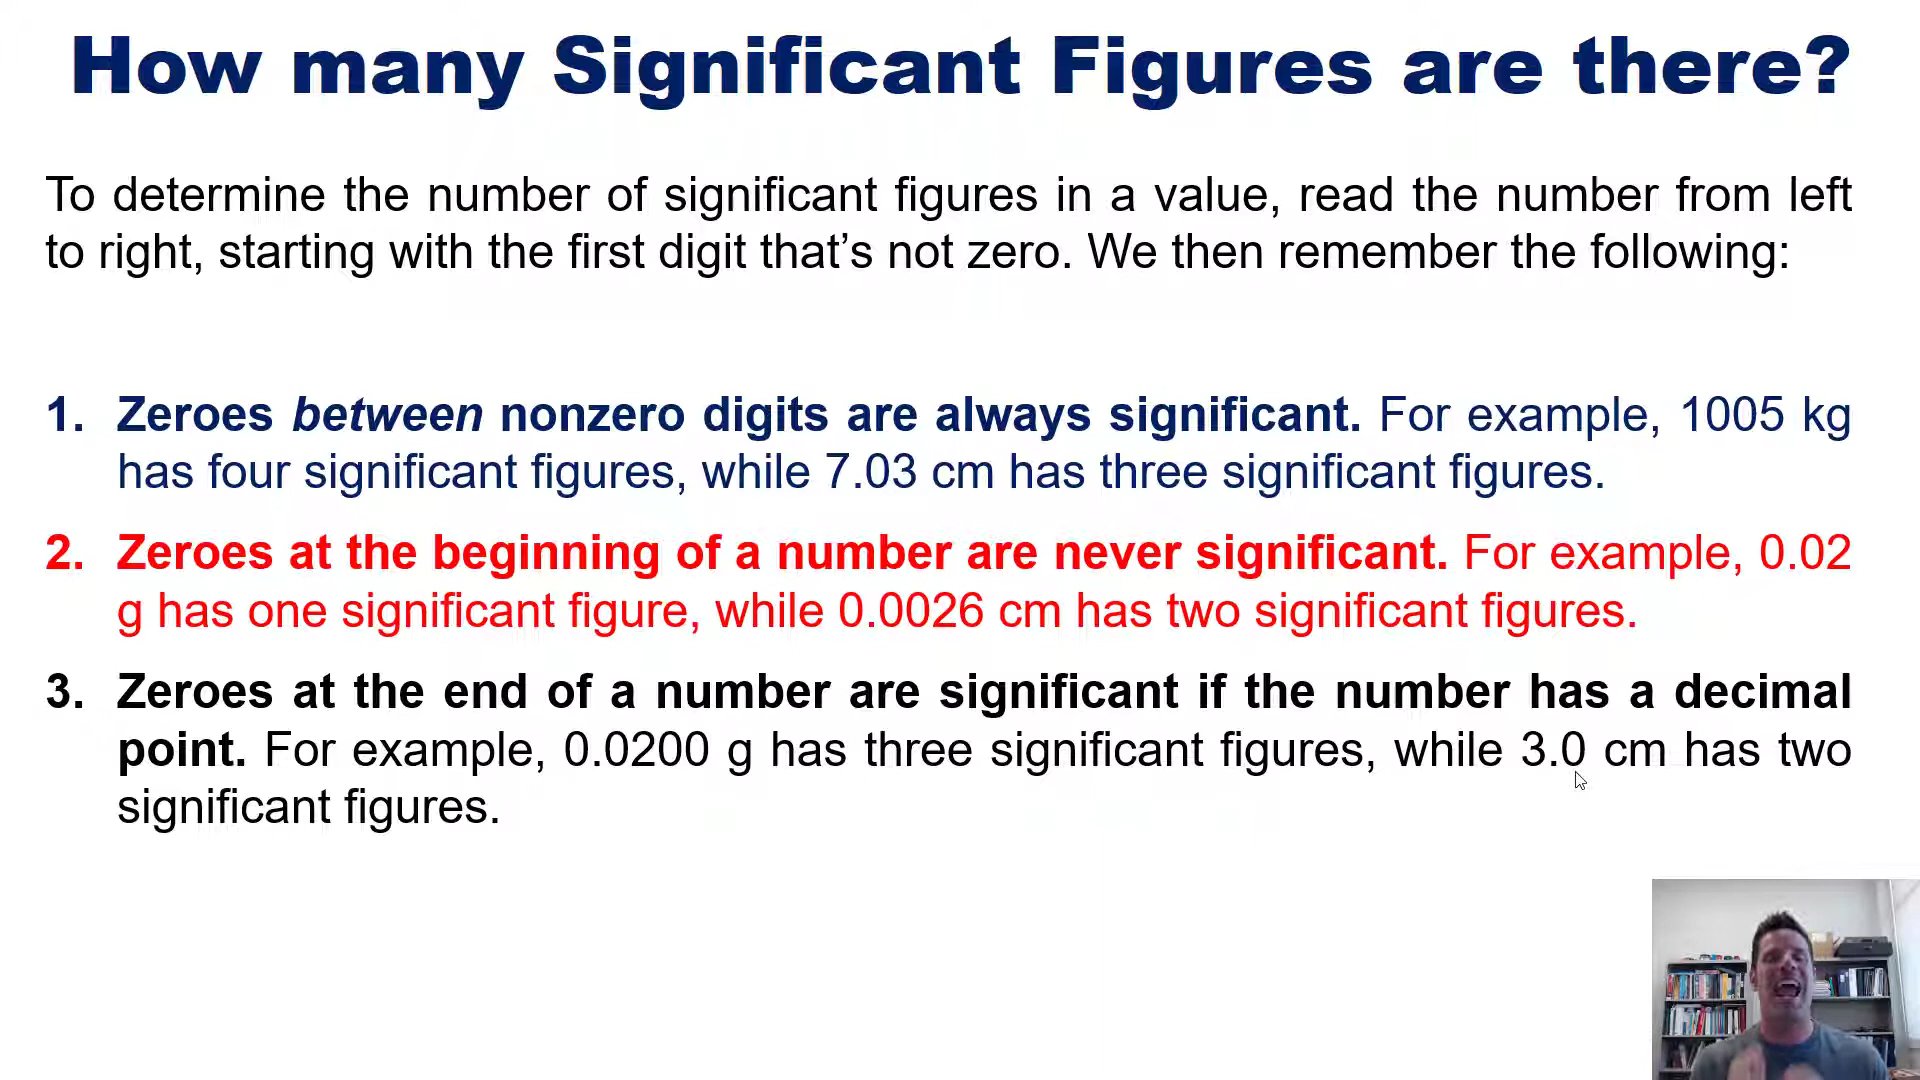 How many Significant Figures are there?
To determine the number of significant figures in a value, read the number from left
to right, starting with the first digit that’s not zero. We then remember the following:
1. Zeroes between nonzero digits are always significant. For example, 1005 kg
has four significant figures, while 7.03 cm has three significant figures.
2. Zeroes at the beginning of a number are never significant. For example, 0.02
g has one significant figure, while 0.0026 cm has two significant figures.
3. Zeroes at the end of a number are significant if the number has a decimal
point. For example, 0.0200 g has three significant figures, while 3.0 cm has two
significant figures.